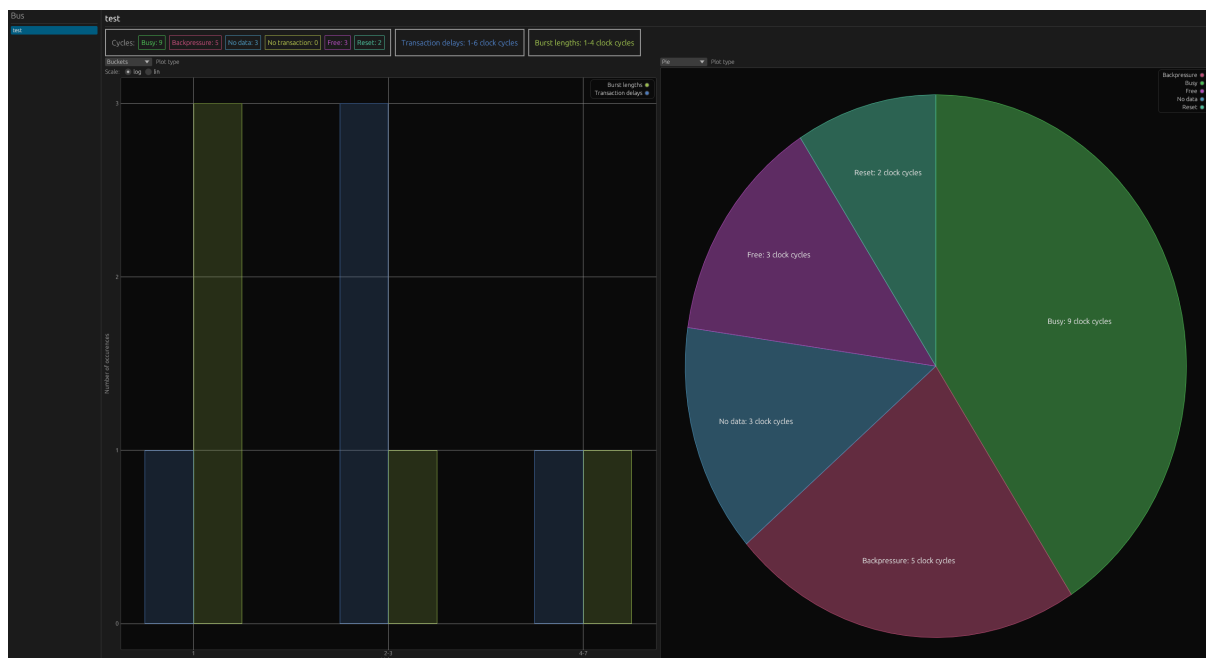 Bus
test
test
Cycles: Busy: 9 Backpressure: 5 No data: 3 No transaction: 0 Free: 3 Reset: 2
Transaction delays: 1-6 clock cycles
Burst lengths: 1-4 clock cycles
Buckets Plot type
Scale: log lin
Burst lengths
Transaction delays
3
2
1
0
Number of occurences
1 2-3 4-7
Pie Plot type
Backpressure
Busy
Free
No data
Reset
Reset: 2 clock cycles
Free: 3 clock cycles
Busy: 9 clock cycles
No data: 3 clock cycles
Backpressure: 5 clock cycles